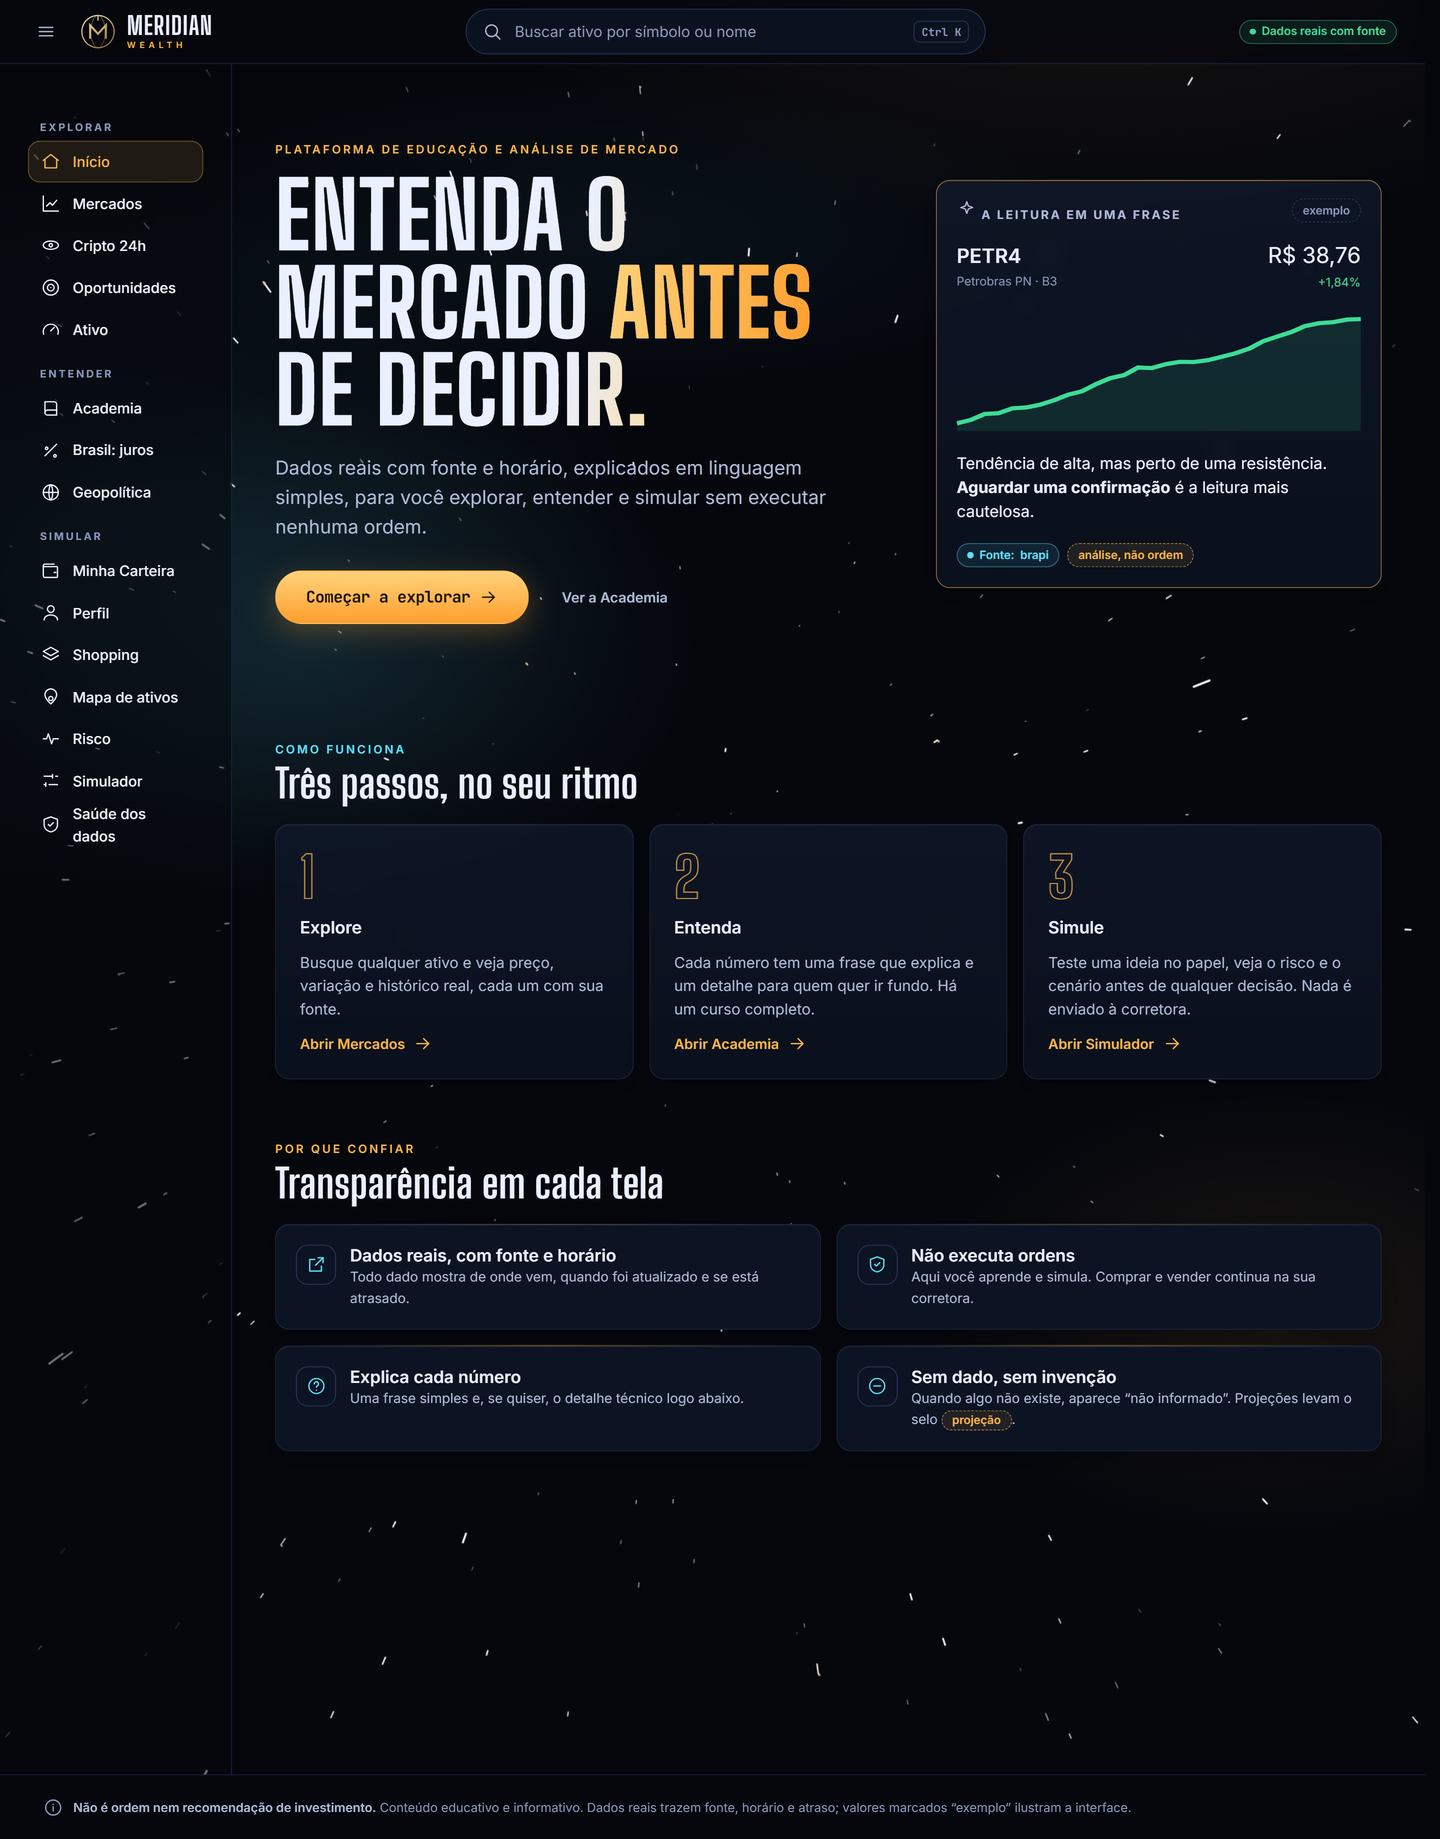 MERIDIAN
WEALTH
Buscar ativo por símbolo ou nome
Ctrl K
Dados reais com fonte
EXPLORAR
Início
Mercados
Cripto 24h
Oportunidades
Ativo
ENTENDER
Academia
Brasil: juros
Geopolítica
SIMULAR
Minha Carteira
Perfil
Shopping
Mapa de ativos
Risco
Simulador
Saúde dos
dados
PLATAFORMA DE EDUCAÇÃO E ANÁLISE DE MERCADO
ENTENDA O
MERCADO ANTES
DE DECIDIR.
Dados reais com fonte e horário, explicados em linguagem
simples, para você explorar, entender e simular sem executar
nenhuma ordem.
Começar a explorar →
Ver a Academia
A LEITURA EM UMA FRASE
exemplo
PETR4
R$ 38,76
Petrobras PN · B3
+1,84%
Tendência de alta, mas perto de uma resistência.
Aguardar uma confirmação é a leitura mais
cautelosa.
Fonte: brapi
análise, não ordem
COMO FUNCIONA
Três passos, no seu ritmo
1
Explore
Busque qualquer ativo e veja preço,
variação e histórico real, cada um com sua
fonte.
Abrir Mercados →
2
Entenda
Cada número tem uma frase que explica e
um detalhe para quem quer ir fundo. Há
um curso completo.
Abrir Academia →
3
Simule
Teste uma ideia no papel, veja o risco e o
cenário antes de qualquer decisão. Nada é
enviado à corretora.
Abrir Simulador →
POR QUE CONFIAR
Transparência em cada tela
Dados reais, com fonte e horário
Todo dado mostra de onde vem, quando foi atualizado e se está
atrasado.
Não executa ordens
Aqui você aprende e simula. Comprar e vender continua na sua
corretora.
Explica cada número
Uma frase simples e, se quiser, o detalhe técnico logo abaixo.
Sem dado, sem invenção
Quando algo não existe, aparece “não informado”. Projeções levam o
selo projeção.
Não é ordem nem recomendação de investimento. Conteúdo educativo e informativo. Dados reais trazem fonte, horário e atraso; valores marcados “exemplo” ilustram a interface.